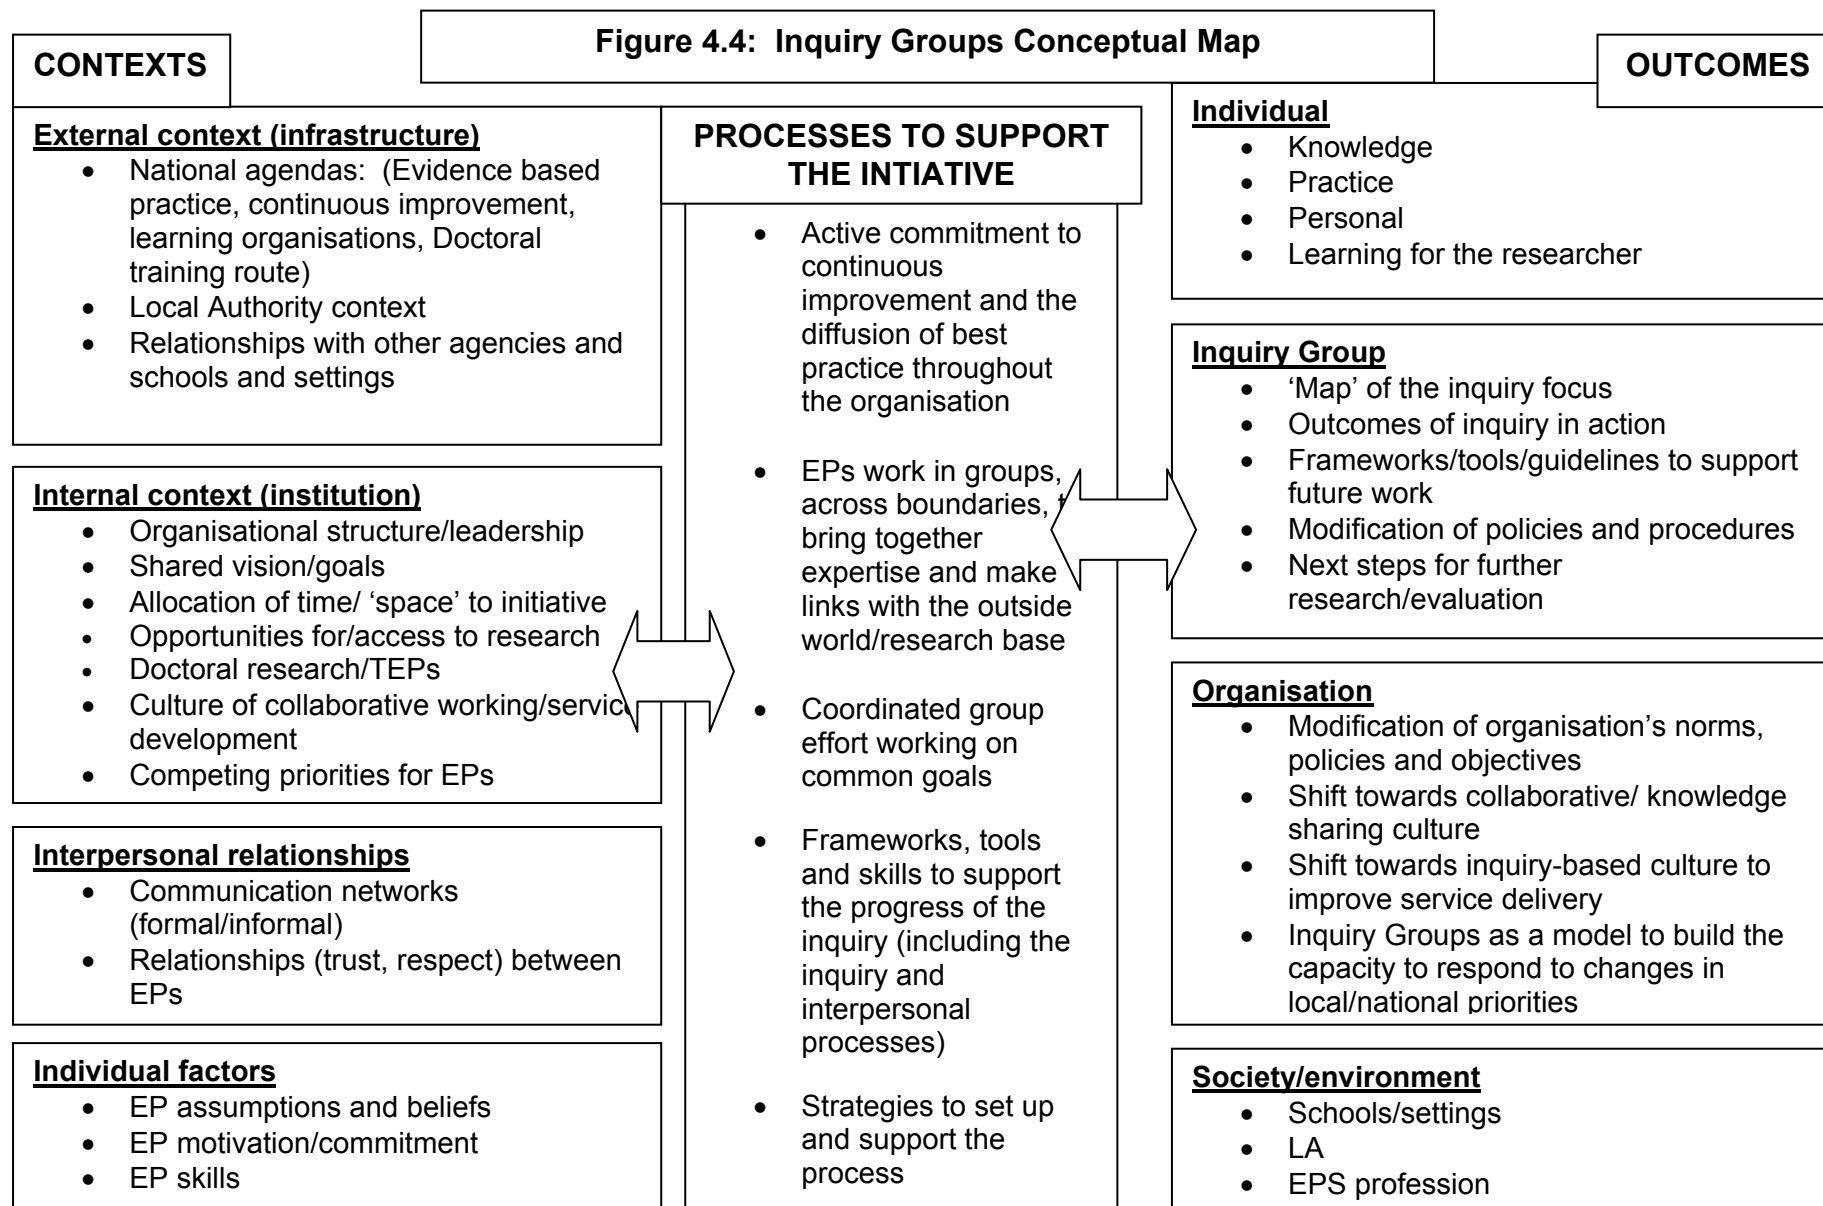 Figure 4.4: Inquiry Groups Conceptual Map
CONTEXTS
External context (infrastructure)
• National agendas: (Evidence based
practice, continuous improvement,
learning organisations, Doctoral
training route)
• Local Authority context
• Relationships with other agencies and
schools and settings
Internal context (institution)
• Organisational structure/leadership
• Shared vision/goals
• Allocation of time/ ‘space’ to initiative
• Opportunities for/access to research
• Doctoral research/TEPs
• Culture of collaborative working/service
development
• Competing priorities for EPs
Interpersonal relationships
• Communication networks
(formal/informal)
• Relationships (trust, respect) between
EPs
Individual factors
• EP assumptions and beliefs
• EP motivation/commitment
• EP skills
PROCESSES TO SUPPORT
THE INTIATIVE
• Active commitment to
continuous
improvement and the
diffusion of best
practice throughout
the organisation
• EPs work in groups,
across boundaries,
bring together
expertise and make
links with the outside
world/research base
• Coordinated group
effort working on
common goals
• Frameworks, tools
and skills to support
the progress of the
inquiry (including the
inquiry and
interpersonal
processes)
• Strategies to set up
and support the
process
OUTCOMES
Individual
• Knowledge
• Practice
• Personal
• Learning for the researcher
Inquiry Group
• ‘Map’ of the inquiry focus
• Outcomes of inquiry in action
• Frameworks/tools/guidelines to support
future work
• Modification of policies and procedures
• Next steps for further
research/evaluation
Organisation
• Modification of organisation’s norms,
policies and objectives
• Shift towards collaborative/ knowledge
sharing culture
• Shift towards inquiry-based culture to
improve service delivery
• Inquiry Groups as a model to build the
capacity to respond to changes in
local/national priorities
Society/environment
• Schools/settings
• LA
• EPS profession